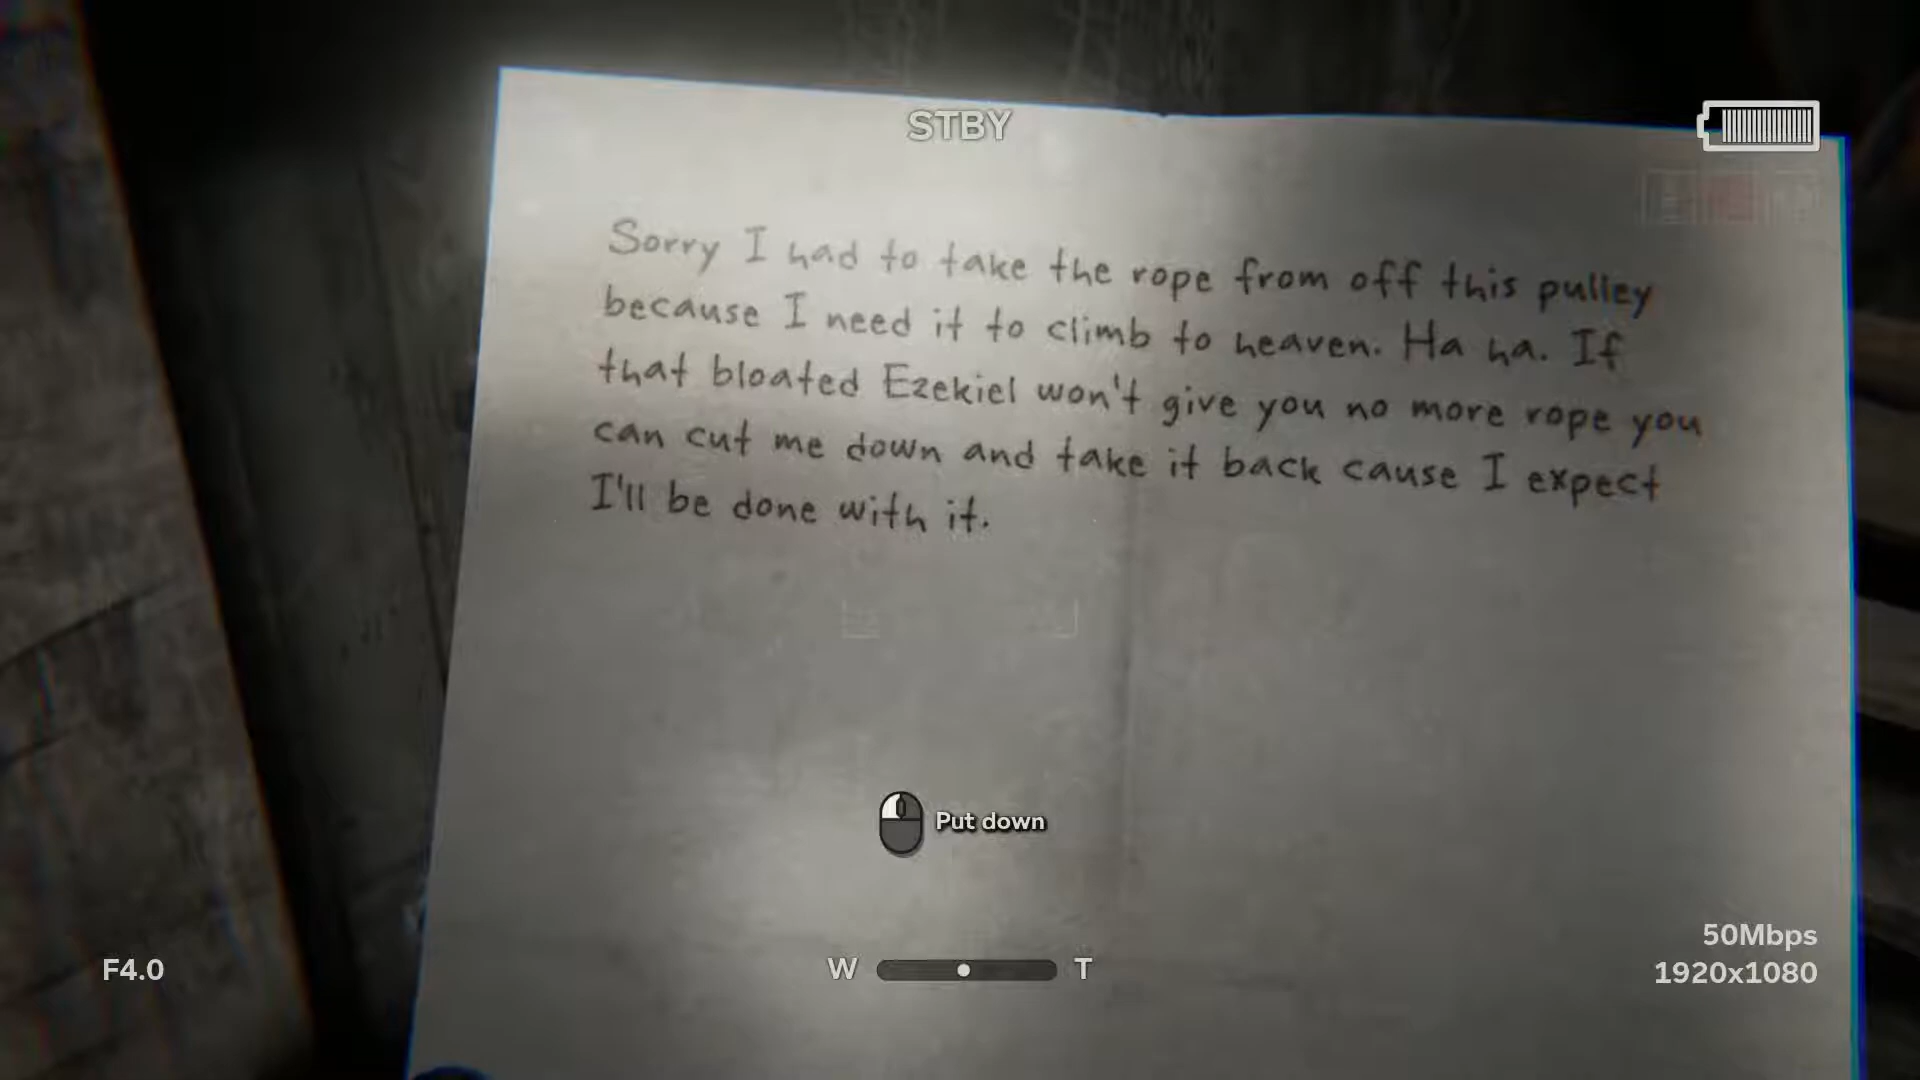 STBY
Sorry I had to take the rope from off this pulley
because I need it to climb to heaven. Ha ha. If
that bloated Ezekiel won't give you no more rope you
can cut me down and take it back cause I expect
I'll be done with it.
Put down
F4.0
W T
50Mbps
1920x1080